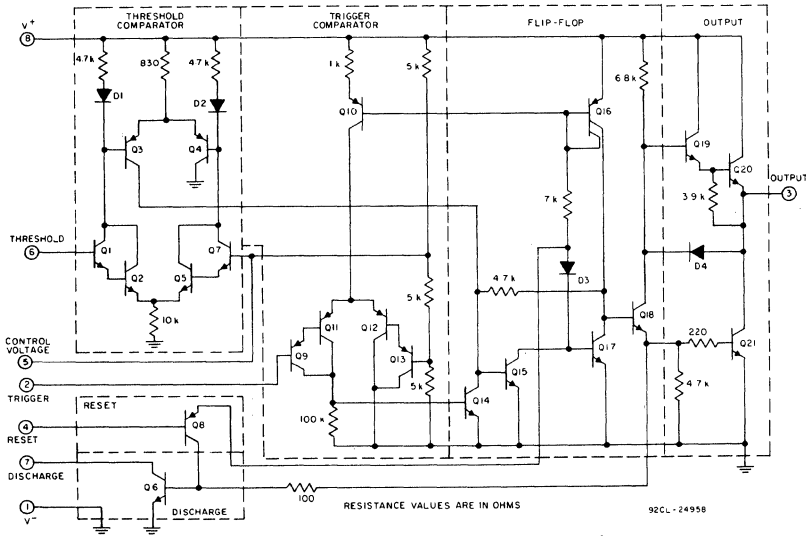 THRESHOLD
COMPARATOR
TRIGGER
COMPARATOR
FLIP-FLOP
OUTPUT
V+
8
4.7k
830
4.7k
1k
5k
6.8k
D1
D2
Q10
Q16
Q19
Q3
Q4
Q20
OUTPUT
3
7k
3.9k
THRESHOLD
6
Q1
Q7
Q2
Q5
D4
D3
4.7k
5k
10k
Q18
Q11
Q12
220
Q21
CONTROL
VOLTAGE
5
Q9
Q13
Q17
2
TRIGGER
5k
Q15
4.7k
RESET
Q14
4
RESET
Q8
100k
7
DISCHARGE
Q6
100
RESISTANCE VALUES ARE IN OHMS
92CL-24958
1
V-
DISCHARGE